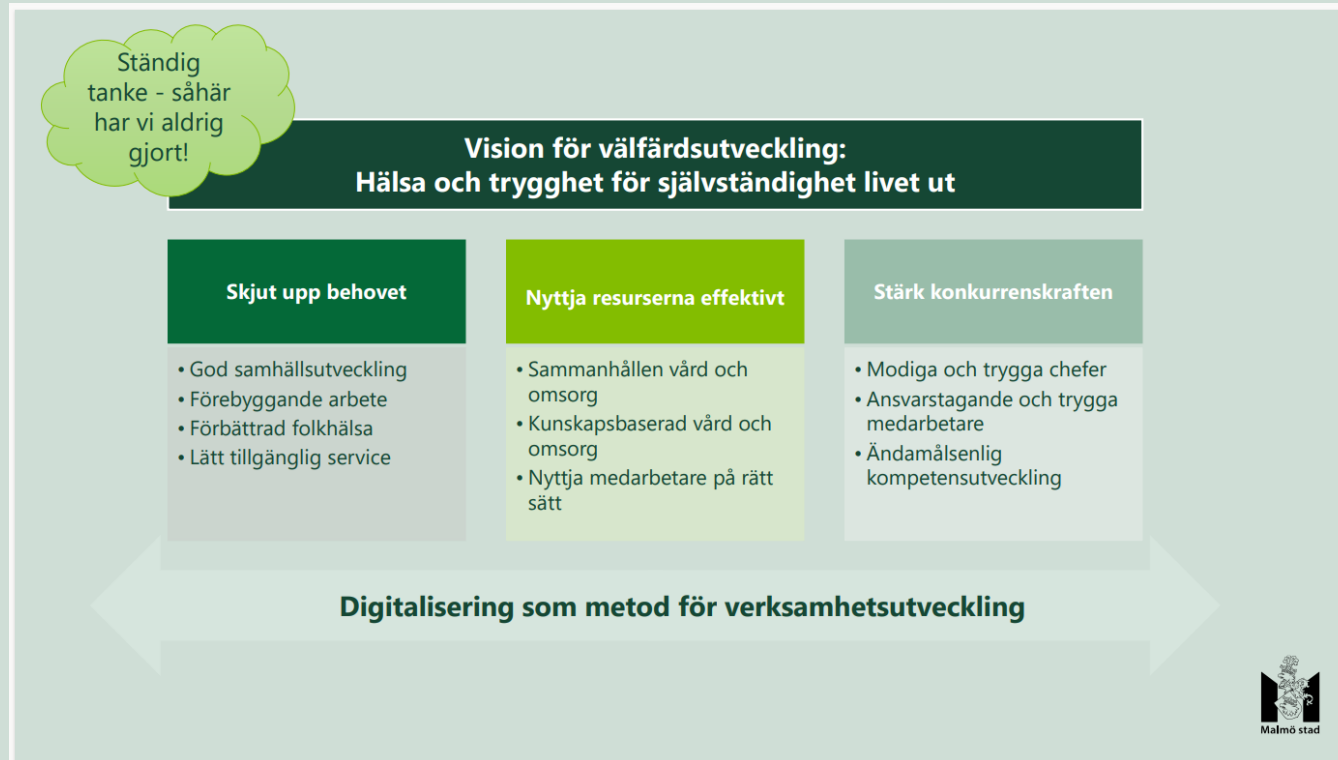 Ständig
tanke - såhär
har vi aldrig
gjort!
Vision för välfärdsutveckling:
Hälsa och trygghet för självständighet livet ut
Skjut upp behovet
• God samhällsutveckling
• Förebyggande arbete
• Förbättrad folkhälsa
• Lätt tillgänglig service
Nyttja resurserna effektivt
• Sammanhållen vård och
omsorg
• Kunskapsbaserad vård och
omsorg
• Nyttja medarbetare på rätt
sätt
Stärk konkurrenskraften
• Modiga och trygga chefer
• Ansvarstagande och trygga
medarbetare
• Ändamålsenlig
kompetensutveckling
Digitalisering som metod för verksamhetsutveckling
Malmö stad